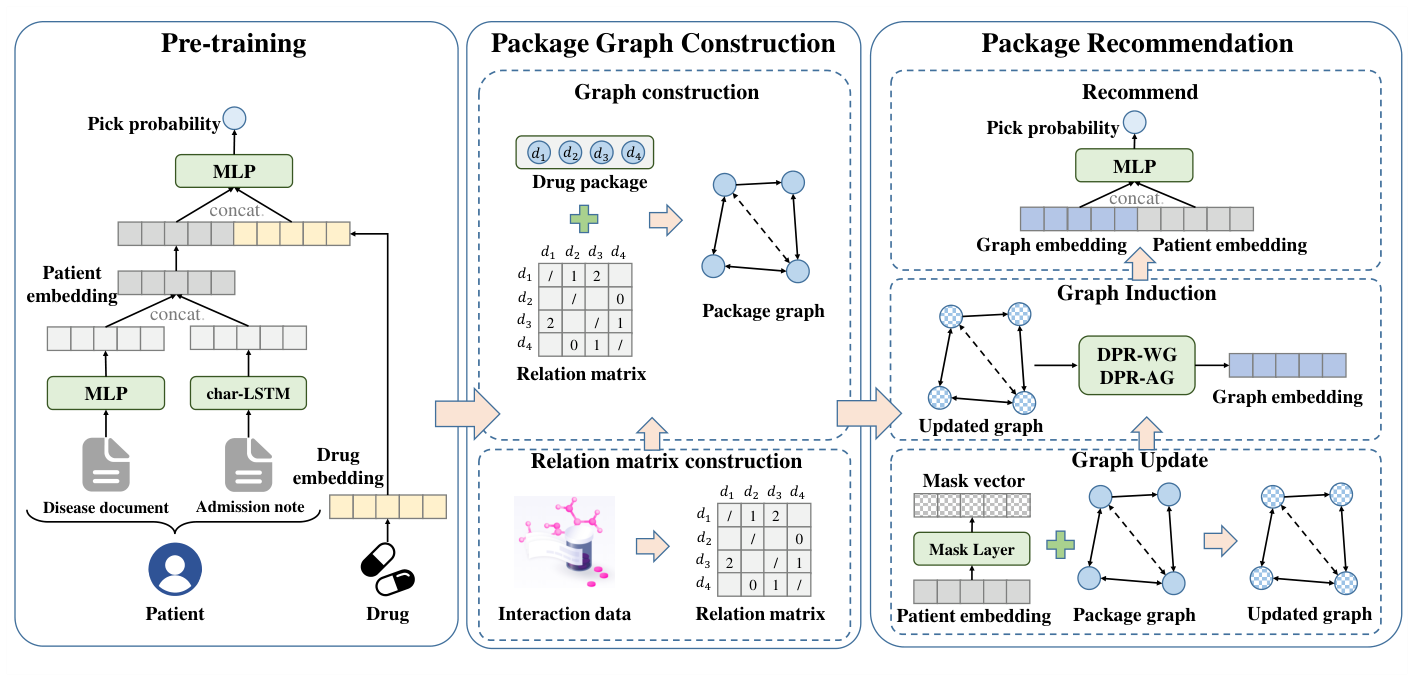 Pre-training
Pick probability
MLP
concat.
Patient
embedding
concat.
MLP
char-LSTM
Drug
embedding
Disease document
Admission note
Patient
Drug
Package Graph Construction
Graph construction
d1 d2 d3 d4
Drug package
d1 d2 d3 d4
d1 / 1 2
d2 / 0
d3 2 / 1
d4 0 1 /
Relation matrix
Package graph
Relation matrix construction
d1 d2 d3 d4
d1 / 1 2
d2 / 0
d3 2 / 1
d4 0 1 /
Interaction data
Relation matrix
Package Recommendation
Recommend
Pick probability
MLP
concat.
Graph embedding
Patient embedding
Graph Induction
DPR-WG
DPR-AG
Updated graph
Graph embedding
Graph Update
Mask vector
Mask Layer
Patient embedding
Package graph
Updated graph